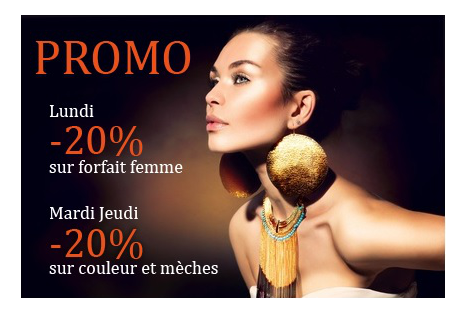 PROMO
Lundi
-20%
sur forfait femme
Mardi Jeudi
-20%
sur couleur et mèches